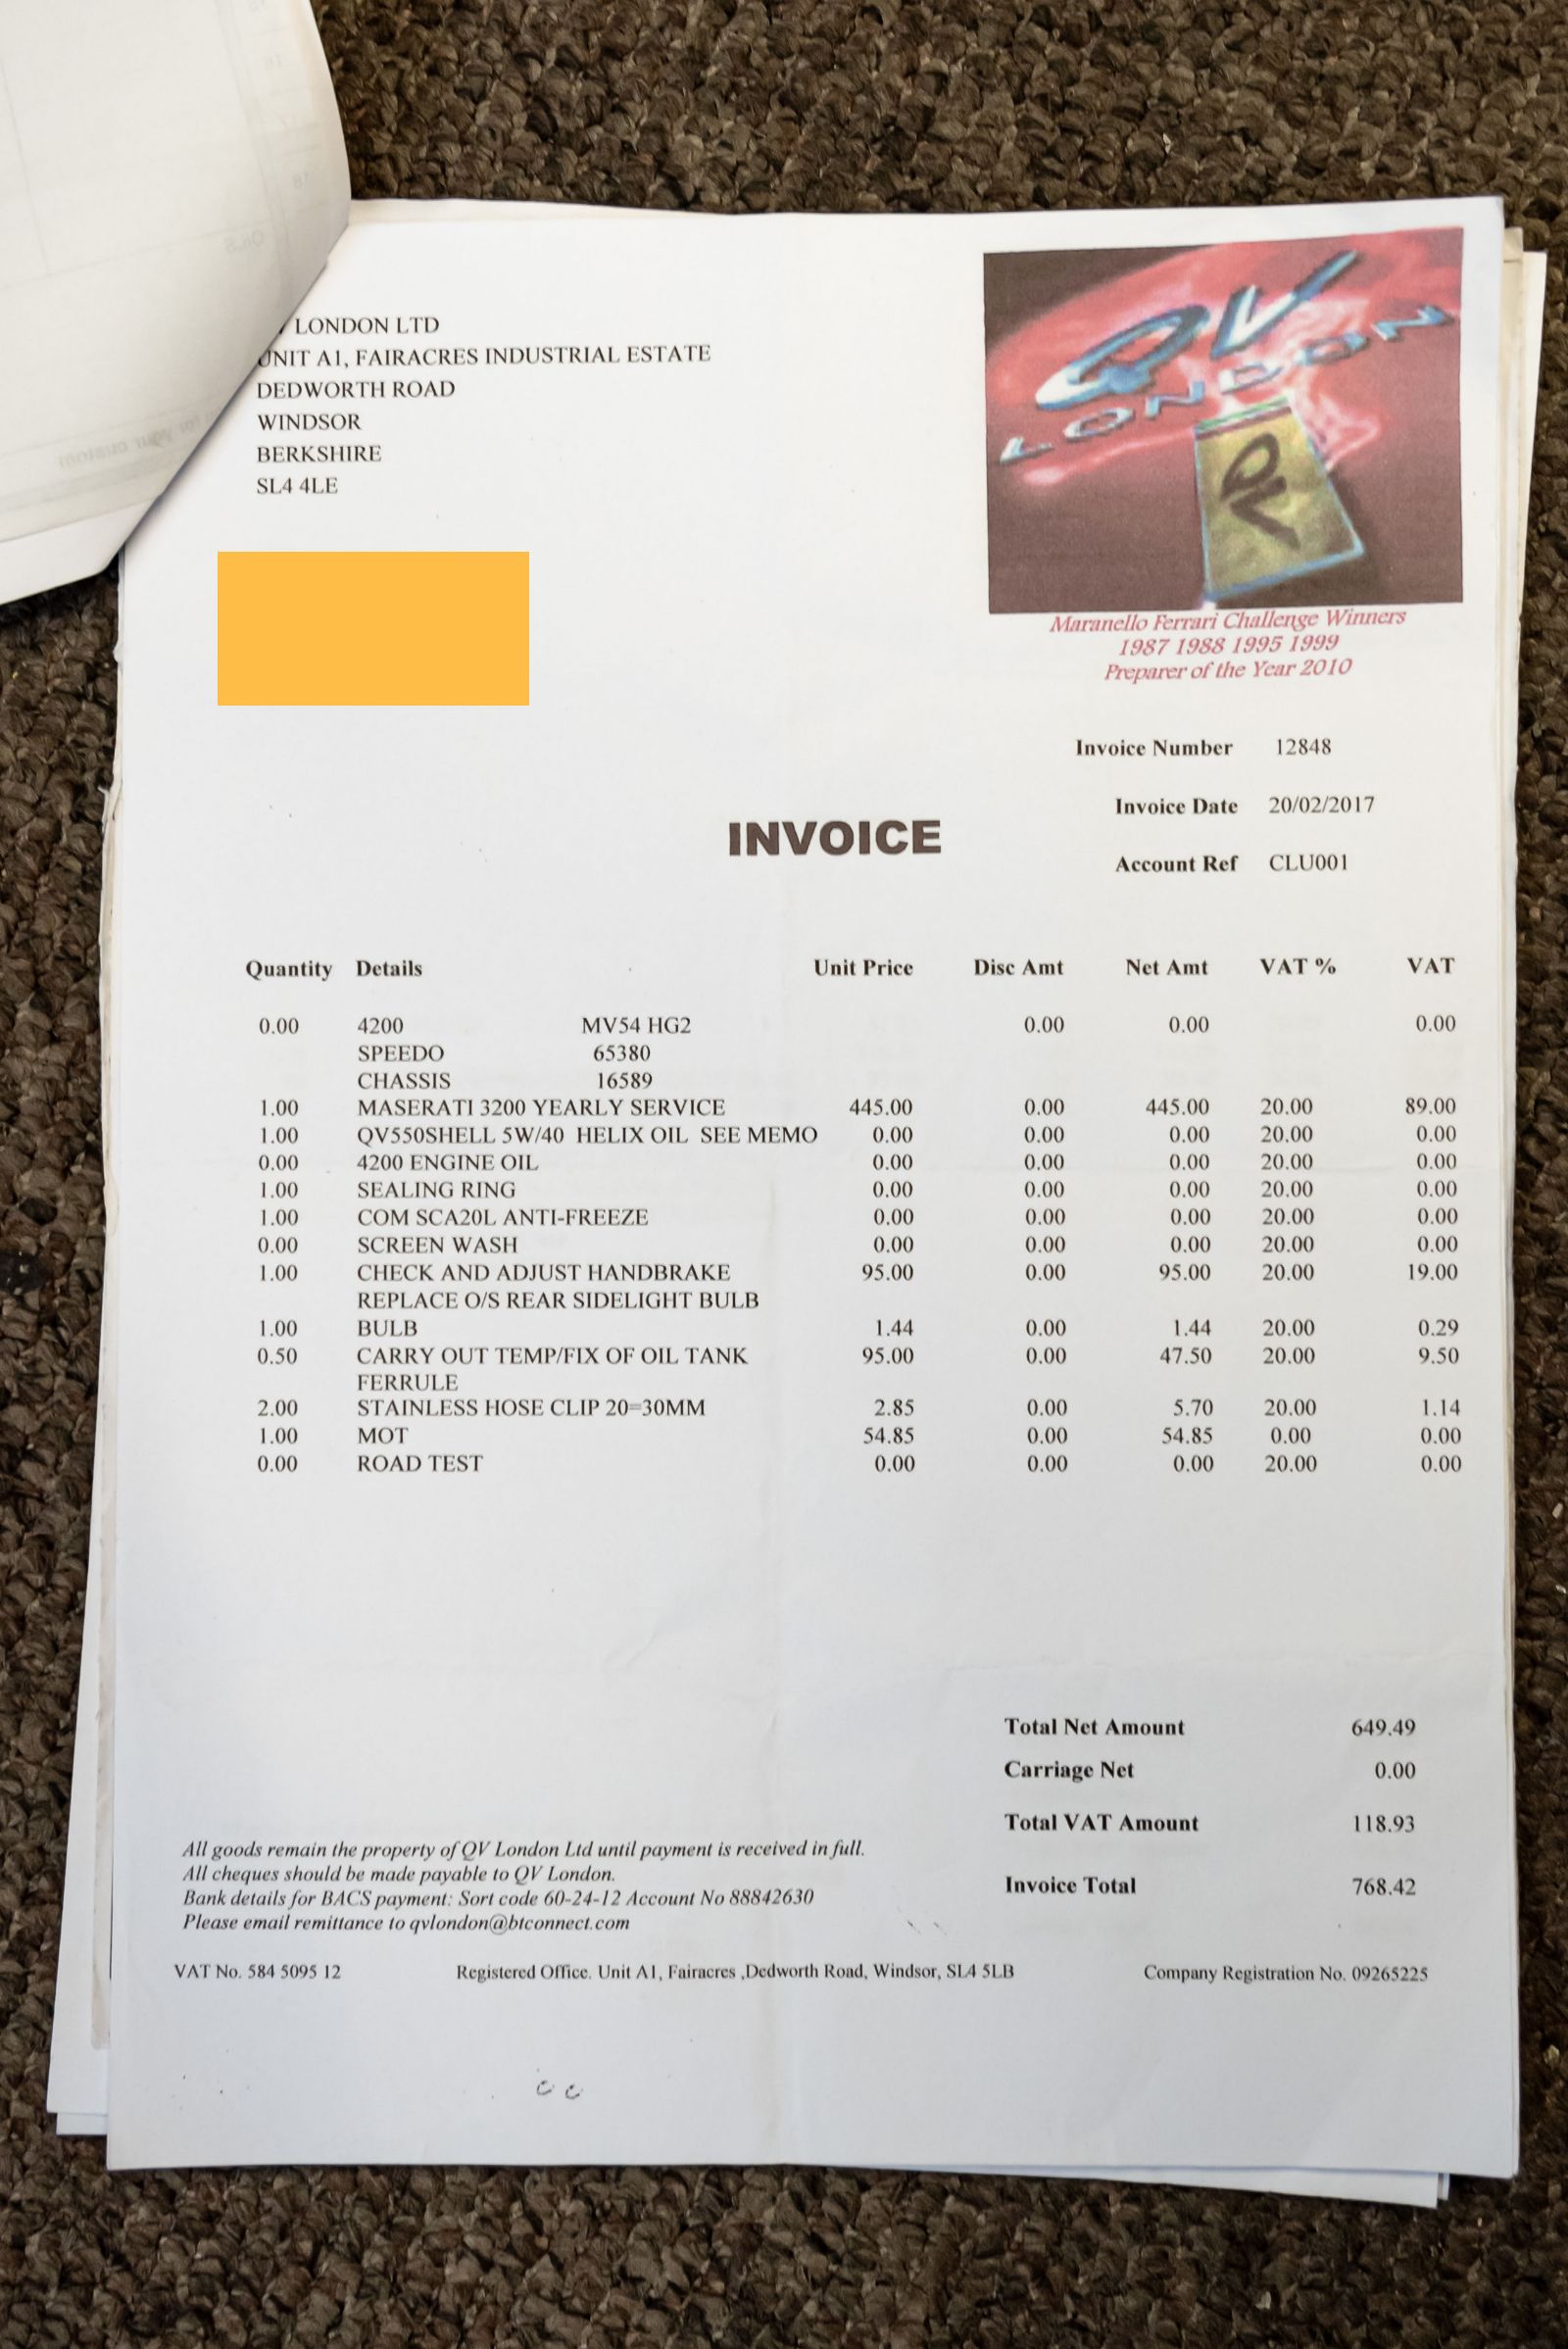 LONDON LTD
UNIT A1, FAIRACRES INDUSTRIAL ESTATE
DEDWORTH ROAD
WINDSOR
BERKSHIRE
SL4 4LE
QV
LONDON
QV
Maranello Ferrari Challenge Winners
1987 1988 1995 1999
Preparer of the Year 2010
Invoice Number 12848
Invoice Date 20/02/2017
INVOICE
Account Ref CLU001
Quantity Details Unit Price Disc Amt Net Amt VAT % VAT
0.00 4200 MV54 HG2 0.00 0.00 0.00
SPEEDO 65380
CHASSIS 16589
1.00 MASERATI 3200 YEARLY SERVICE 445.00 0.00 445.00 20.00 89.00
1.00 QV550SHELL 5W/40 HELIX OIL SEE MEMO 0.00 0.00 0.00 20.00 0.00
0.00 4200 ENGINE OIL 0.00 0.00 0.00 20.00 0.00
1.00 SEALING RING 0.00 0.00 0.00 20.00 0.00
1.00 COM SCA20L ANTI-FREEZE 0.00 0.00 0.00 20.00 0.00
0.00 SCREEN WASH 0.00 0.00 0.00 20.00 0.00
1.00 CHECK AND ADJUST HANDBRAKE 95.00 0.00 95.00 20.00 19.00
REPLACE O/S REAR SIDELIGHT BULB
1.00 BULB 1.44 0.00 1.44 20.00 0.29
0.50 CARRY OUT TEMP/FIX OF OIL TANK 95.00 0.00 47.50 20.00 9.50
FERRULE
2.00 STAINLESS HOSE CLIP 20=30MM 2.85 0.00 5.70 20.00 1.14
1.00 MOT 54.85 0.00 54.85 0.00 0.00
0.00 ROAD TEST 0.00 0.00 0.00 20.00 0.00
Total Net Amount 649.49
Carriage Net 0.00
Total VAT Amount 118.93
Invoice Total 768.42
All goods remain the property of QV London Ltd until payment is received in full.
All cheques should be made payable to QV London.
Bank details for BACS payment: Sort code 60-24-12 Account No 88842630
Please email remittance to qvlondon@btconnect.com
VAT No. 584 5095 12 Registered Office. Unit A1, Fairacres ,Dedworth Road, Windsor, SL4 5LB Company Registration No. 09265225